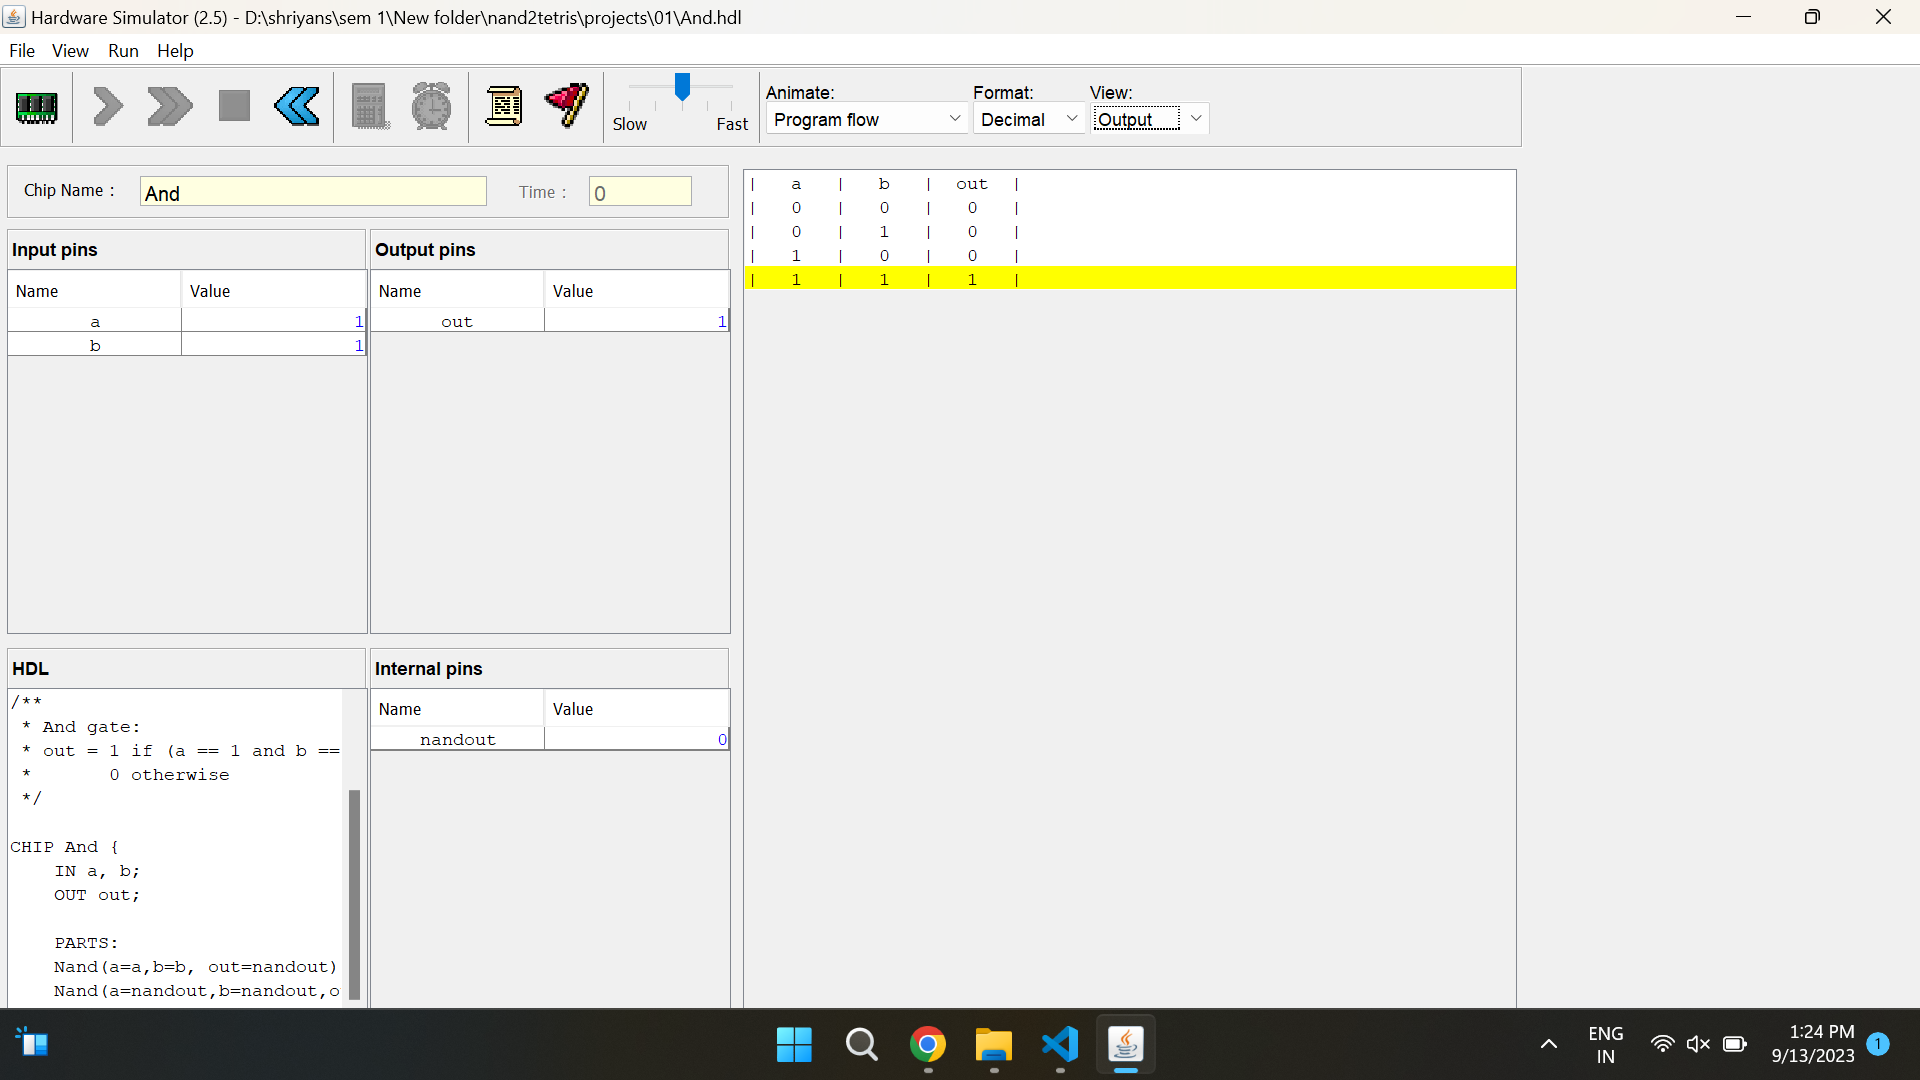 Hardware Simulator (2.5) - D:\shriyans\sem 1\New folder\nand2tetris\projects\01\And.hdl
File View Run Help
Slow Fast
Animate: Format: View:
Program flow Decimal Output
Chip Name : And Time : 0
Input pins
Name Value
a 1
b 1
Output pins
Name Value
out 1
| a | b | out |
| 0 | 0 | 0 |
| 0 | 1 | 0 |
| 1 | 0 | 0 |
| 1 | 1 | 1 |
HDL
/**
* And gate:
* out = 1 if (a == 1 and b ==
* 0 otherwise
*/
CHIP And {
IN a, b;
OUT out;
PARTS:
Nand(a=a,b=b, out=nandout)
Nand(a=nandout,b=nandout,o
Internal pins
Name Value
nandout 0
ENG
IN
1:24 PM
9/13/2023
1